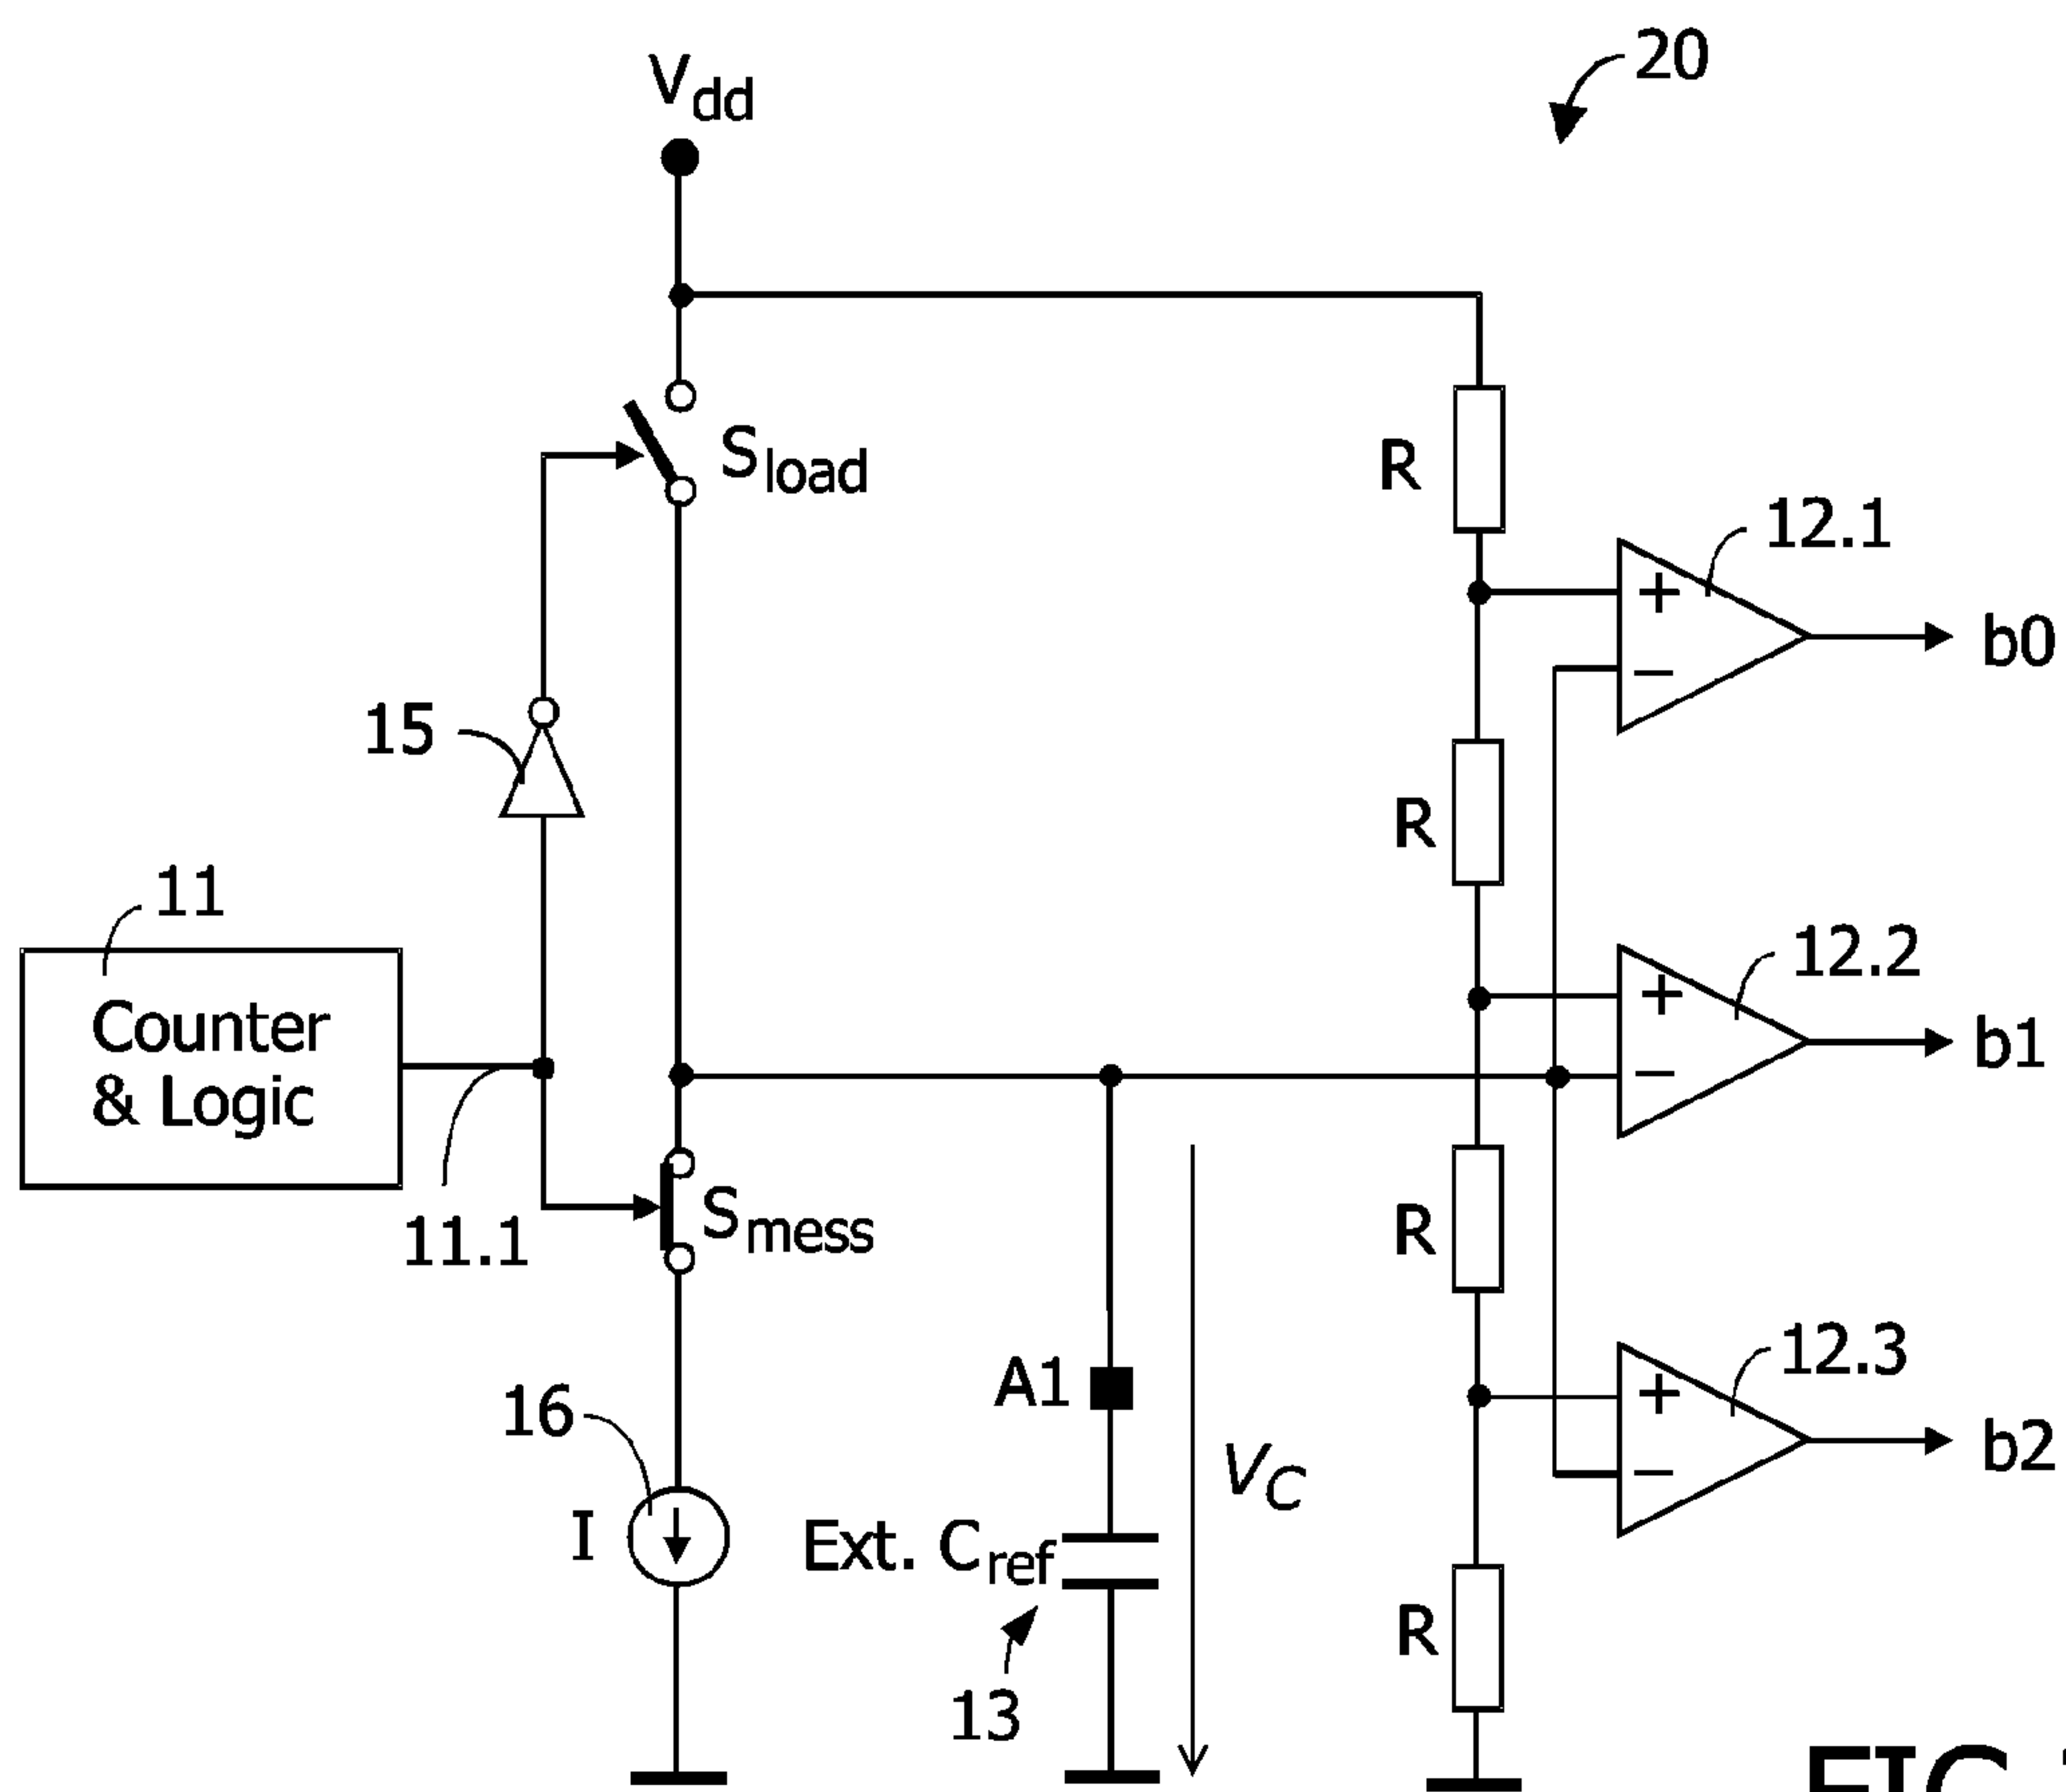 20
Vdd
Sload
R
12.1
+
−
b0
15
R
11
Counter
& Logic
12.2
+
−
b1
11.1
Smess
R
12.3
+
−
b2
A1
16
I
VC
Ext. Cref
13
R